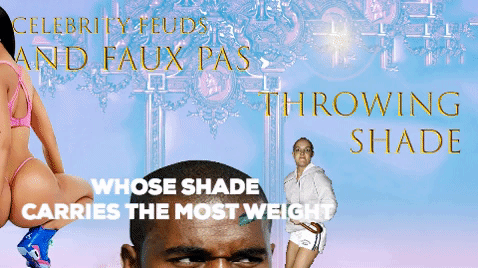 CELEBRITY FEUDS
AND FAUX PAS
THROWING
SHADE
WHOSE SHADE
CARRIES THE MOST WEIGHT